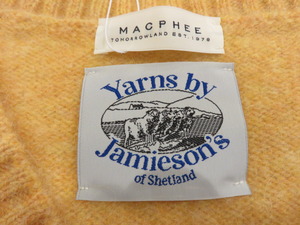 MACPHEE
TOMORROWLAND EST. 1978
Yarns by
Jamieson's
of Shetland